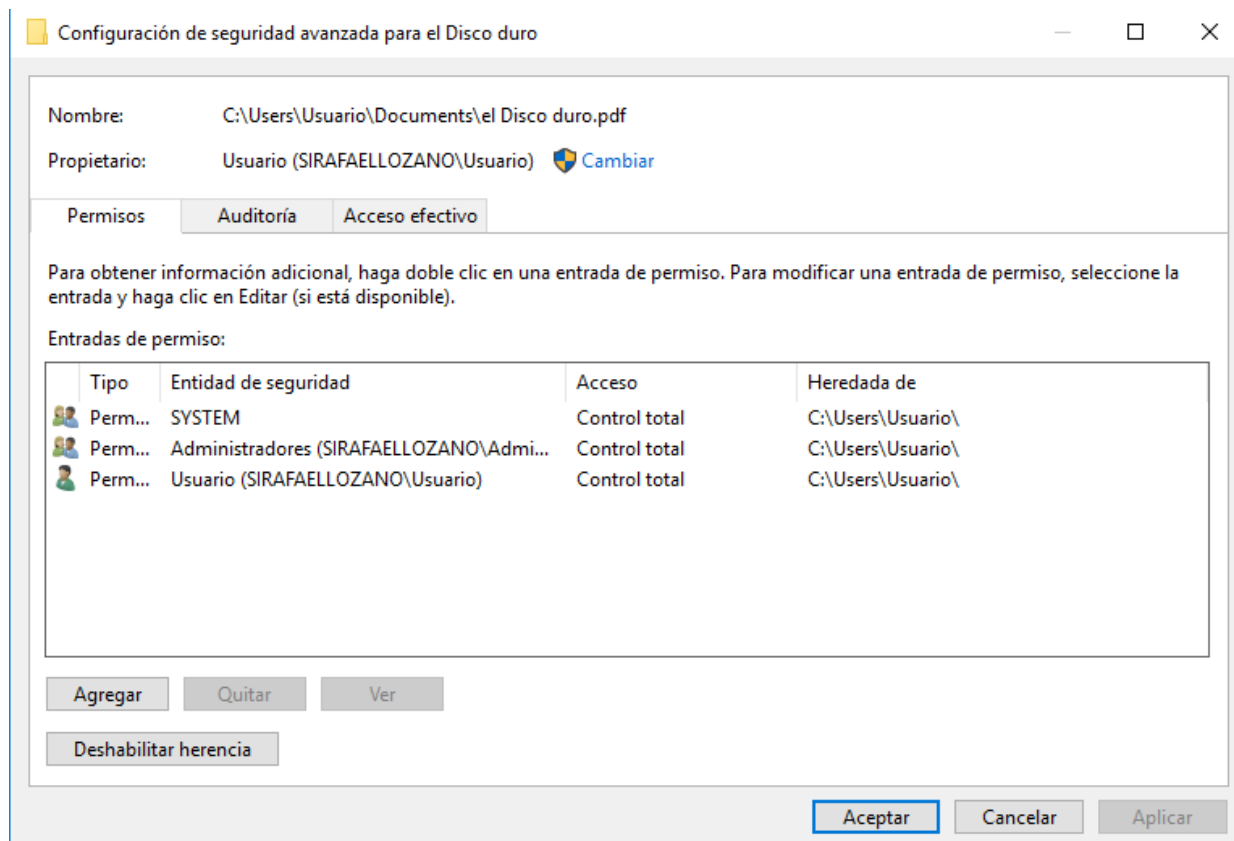 Configuración de seguridad avanzada para el Disco duro
Nombre: C:\Users\Usuario\Documents\el Disco duro.pdf
Propietario: Usuario (SIRAFAELLOZANO\Usuario) Cambiar
Permisos Auditoría Acceso efectivo
Para obtener información adicional, haga doble clic en una entrada de permiso. Para modificar una entrada de permiso, seleccione la
entrada y haga clic en Editar (si está disponible).
Entradas de permiso:
Tipo Entidad de seguridad Acceso Heredada de
Perm... SYSTEM Control total C:\Users\Usuario\
Perm... Administradores (SIRAFAELLOZANO\Admi... Control total C:\Users\Usuario\
Perm... Usuario (SIRAFAELLOZANO\Usuario) Control total C:\Users\Usuario\
Agregar Quitar Ver
Deshabilitar herencia
Aceptar Cancelar Aplicar